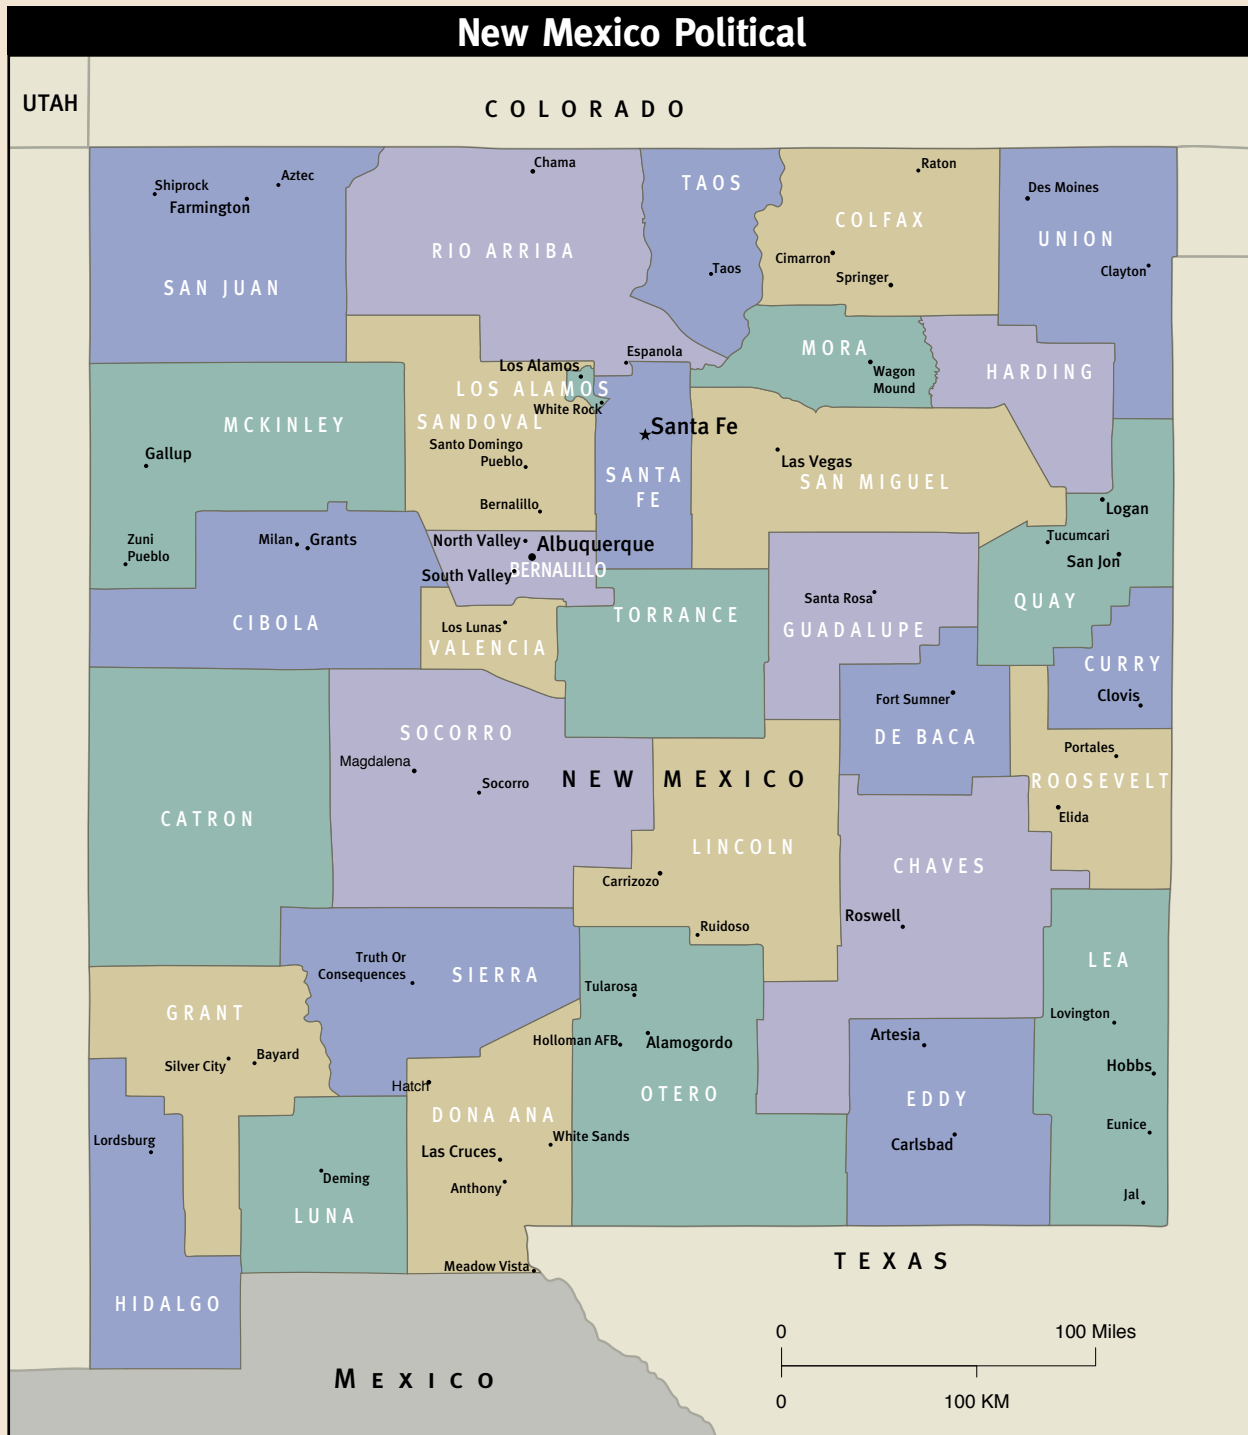 New Mexico Political
UTAH
COLORADO
Chama
Raton
Shiprock
Aztec
TAOS
Des Moines
Farmington
COLFAX
UNION
RIO ARRIBA
Cimarron
Taos
Clayton
Springer
SAN JUAN
Espanola
MORA
Los Alamos
Wagon
Mound
HARDING
LOS ALAMOS
White Rock
MCKINLEY
SANDOVAL
Santa Fe
Santo Domingo
Pueblo
Gallup
Las Vegas
SANTA
FE
SAN MIGUEL
Bernalillo
Logan
Zuni
Pueblo
Milan
Grants
North Valley
Albuquerque
Tucumcari
San Jon
South Valley
BERNALILLO
Santa Rosa
QUAY
TORRANCE
CIBOLA
Los Lunas
GUADALUPE
VALENCIA
CURRY
Fort Sumner
Clovis
SOCORRO
DE BACA
Portales
Magdalena
Socorro
NEW MEXICO
ROOSEVELT
CATRON
Elida
LINCOLN
CHAVES
Carrizozo
Roswell
Ruidoso
Truth Or
Consequences
SIERRA
LEA
Tularosa
GRANT
Lovington
Holloman AFB
Alamogordo
Artesia
Silver City
Bayard
Hobbs
Hatch
OTERO
EDDY
DONA ANA
Lordsburg
White Sands
Eunice
Las Cruces
Carlsbad
Deming
Anthony
Jal
LUNA
Meadow Vista
TEXAS
HIDALGO
0
100 Miles
MEXICO
0
100 KM